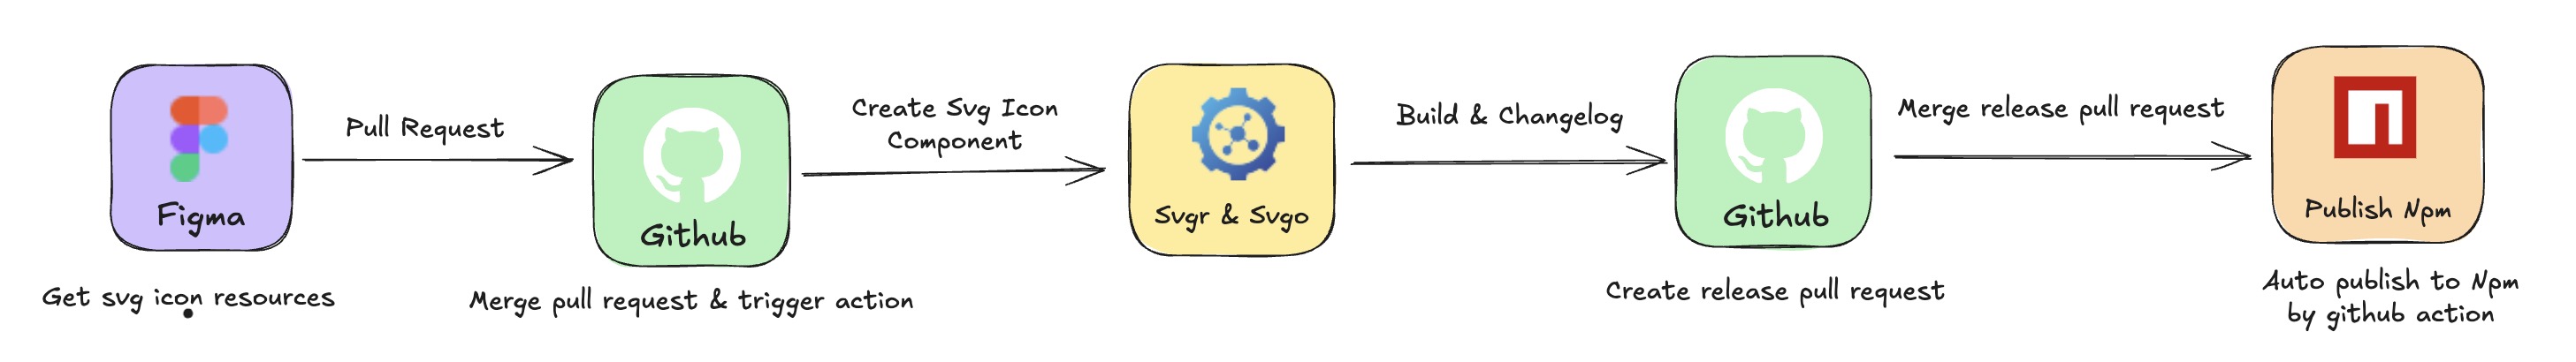 Figma
Get svg icon resources
Pull Request
Github
Merge pull request & trigger action
Create Svg Icon
Component
Svgr & Svgo
Build & Changelog
Github
Create release pull request
Merge release pull request
Publish Npm
Auto publish to Npm
by github action